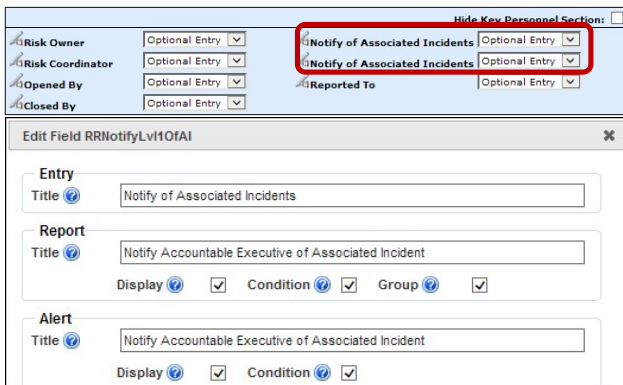 Hide Key Personnel Section:
Risk Owner Optional Entry Notify of Associated Incidents Optional Entry
Risk Coordinator Optional Entry Notify of Associated Incidents Optional Entry
Opened By Optional Entry Reported To Optional Entry
Closed By Optional Entry
Edit Field RRNotifyLvl1OfAI
Entry
Title Notify of Associated Incidents
Report
Title Notify Accountable Executive of Associated Incident
Display Condition Group
Alert
Title Notify Accountable Executive of Associated Incident
Display Condition